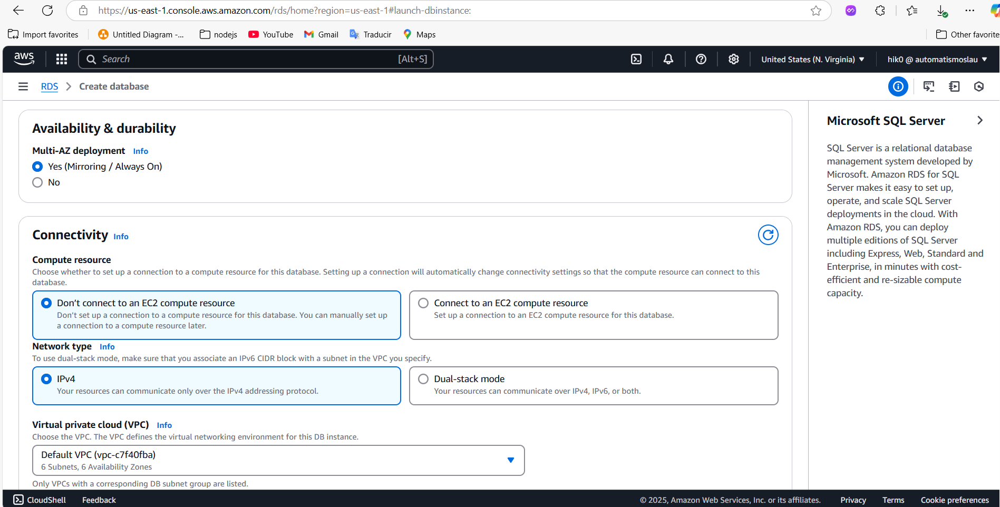 https://us-east-1.console.aws.amazon.com/rds/home?region=us-east-1#launch-dbinstance:
Import favorites
Untitled Diagram -...
nodejs
YouTube
Gmail
Traducir
Maps
Other favorite
aws
Search
[Alt+S]
United States (N. Virginia)
hik0 @ automatismoslau
RDS
Create database
Availability & durability
Multi-AZ deployment Info
Yes (Mirroring / Always On)
No
Connectivity Info
Compute resource
Choose whether to set up a connection to a compute resource for this database. Setting up a connection will automatically change connectivity settings so that the compute resource can connect to this
database.
Don't connect to an EC2 compute resource
Don't set up a connection to a compute resource for this database. You can manually set up
a connection to a compute resource later.
Connect to an EC2 compute resource
Set up a connection to an EC2 compute resource for this database.
Network type Info
To use dual-stack mode, make sure that you associate an IPv6 CIDR block with a subnet in the VPC you specify.
IPv4
Your resources can communicate only over the IPv4 addressing protocol.
Dual-stack mode
Your resources can communicate over IPv4, IPv6, or both.
Virtual private cloud (VPC) Info
Choose the VPC. The VPC defines the virtual networking environment for this DB instance.
Default VPC (vpc-c7f40fba)
6 Subnets, 6 Availability Zones
Only VPCs with a corresponding DB subnet group are listed.
Microsoft SQL Server
SQL Server is a relational database
management system developed by
Microsoft. Amazon RDS for SQL
Server makes it easy to set up,
operate, and scale SQL Server
deployments in the cloud. With
Amazon RDS, you can deploy
multiple editions of SQL Server
including Express, Web, Standard and
Enterprise, in minutes with cost-
efficient and re-sizable compute
capacity.
CloudShell
Feedback
© 2025, Amazon Web Services, Inc. or its affiliates.
Privacy
Terms
Cookie preferences